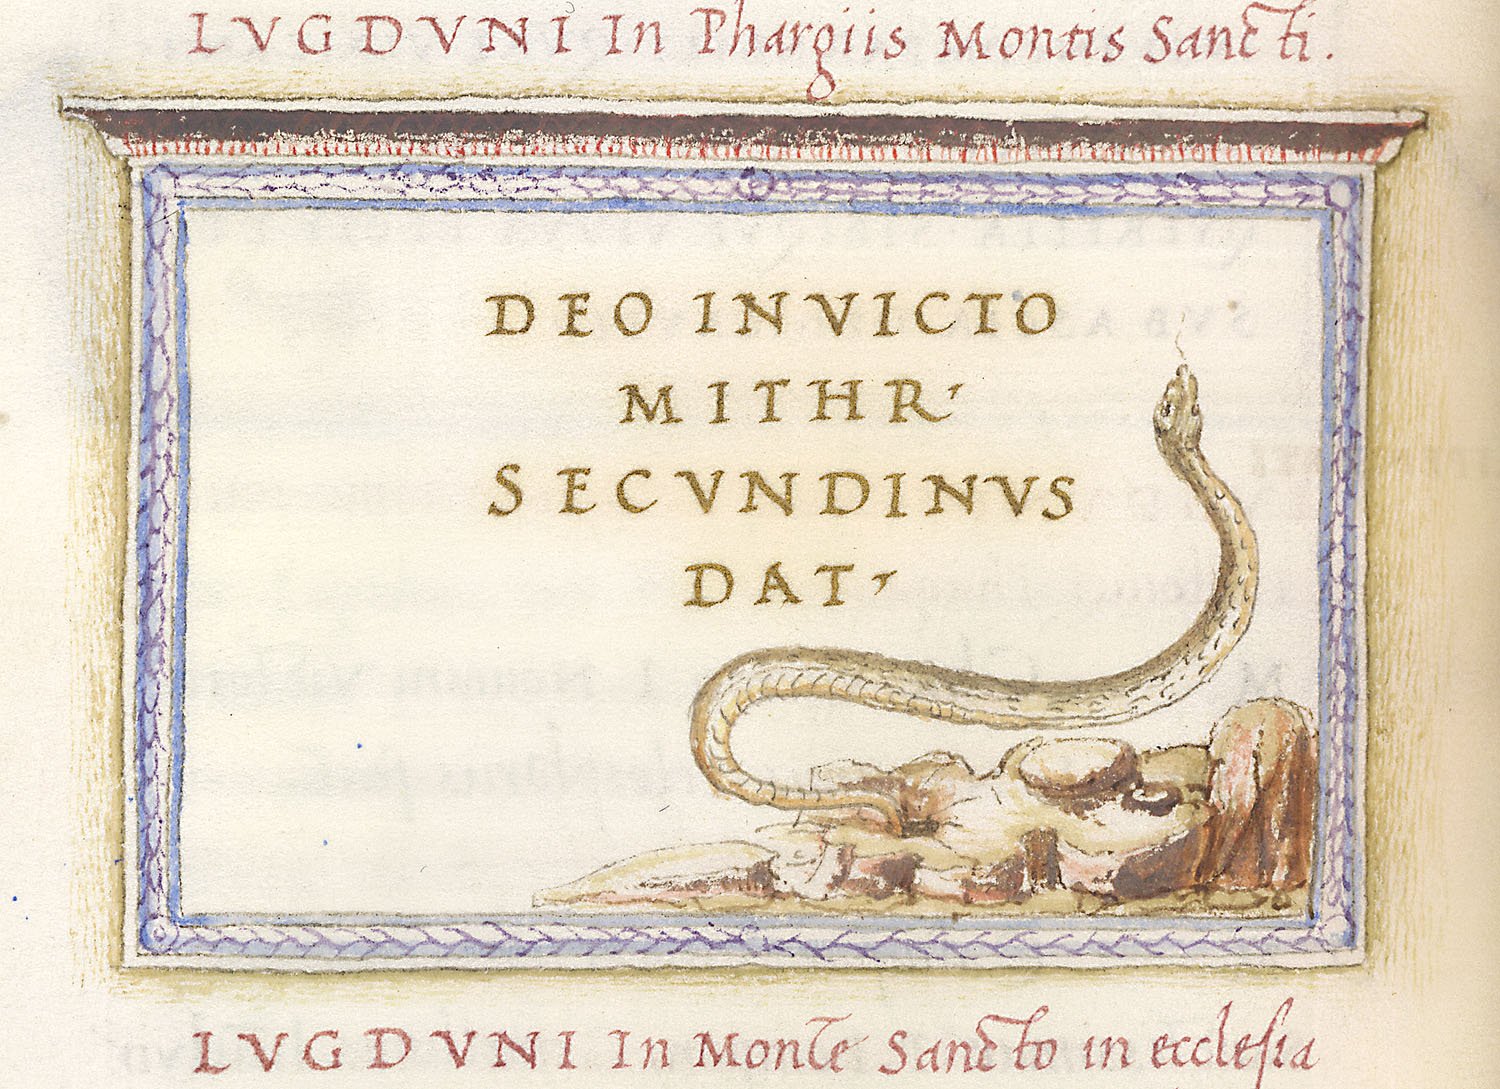 LVGDVNI In Phargiis Montis Sancti.
DEO INVICTO
MITHR'
SECVNDINVS
DAT'
LVGDVNI In Monte Sancto in ecclesia